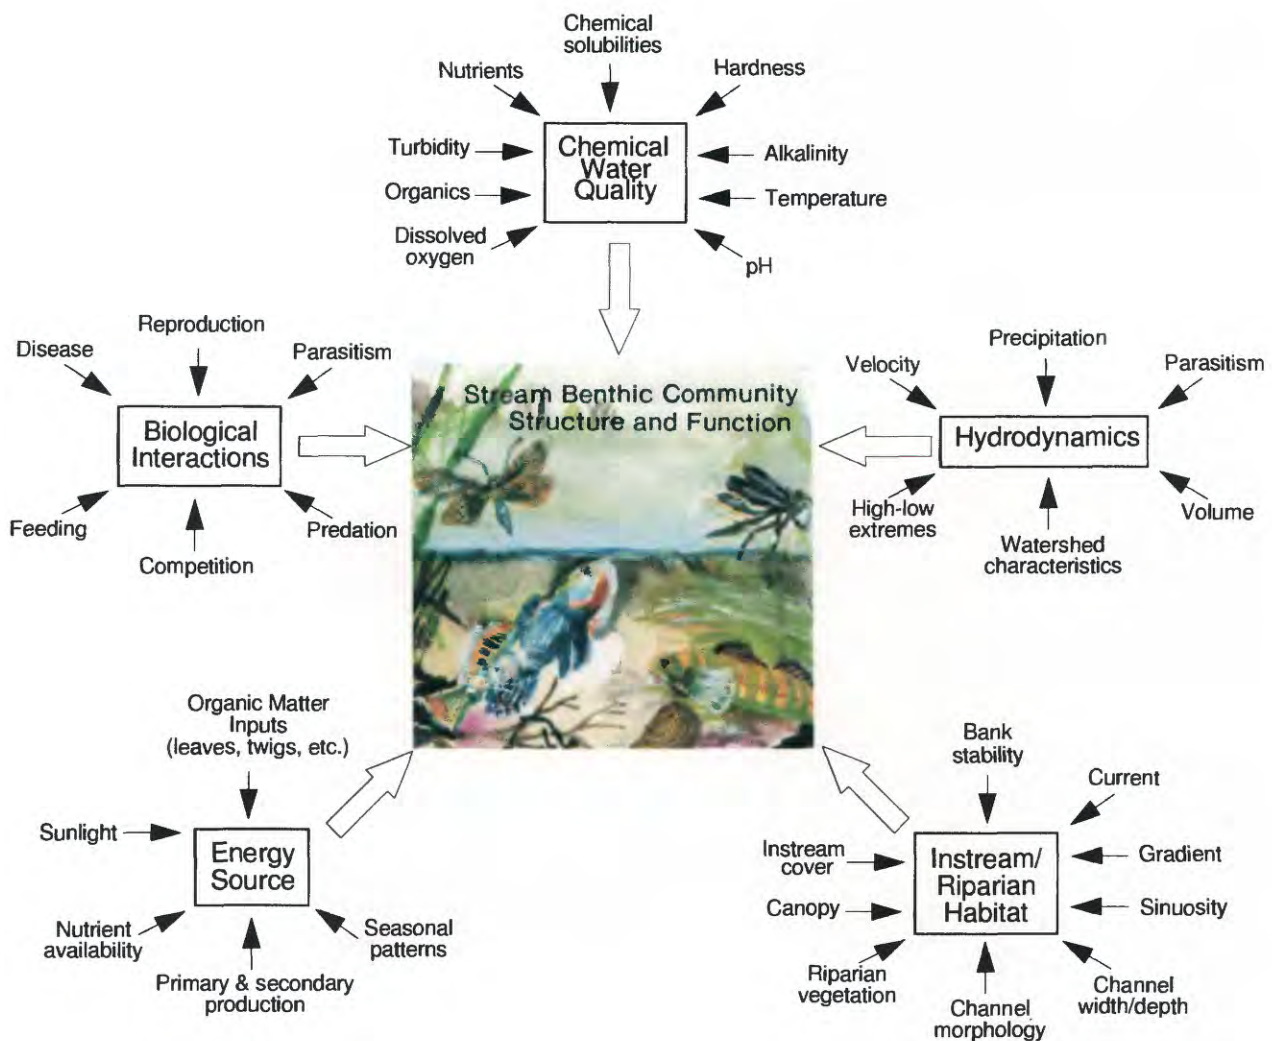 Chemical
solubilities
Nutrients
Hardness
Turbidity
Chemical
Water
Quality
Alkalinity
Organics
Temperature
Dissolved
oxygen
pH
Reproduction
Disease
Parasitism
Biological
Interactions
Feeding
Predation
Competition
Stream Benthic Community
Structure and Function
Precipitation
Velocity
Parasitism
Hydrodynamics
High-low
extremes
Volume
Watershed
characteristics
Organic Matter
Inputs
(leaves, twigs, etc.)
Sunlight
Energy
Source
Nutrient
availability
Seasonal
patterns
Primary & secondary
production
Bank
stability
Current
Instream
cover
Instream/
Riparian
Habitat
Gradient
Canopy
Sinuosity
Riparian
vegetation
Channel
morphology
Channel
width/depth